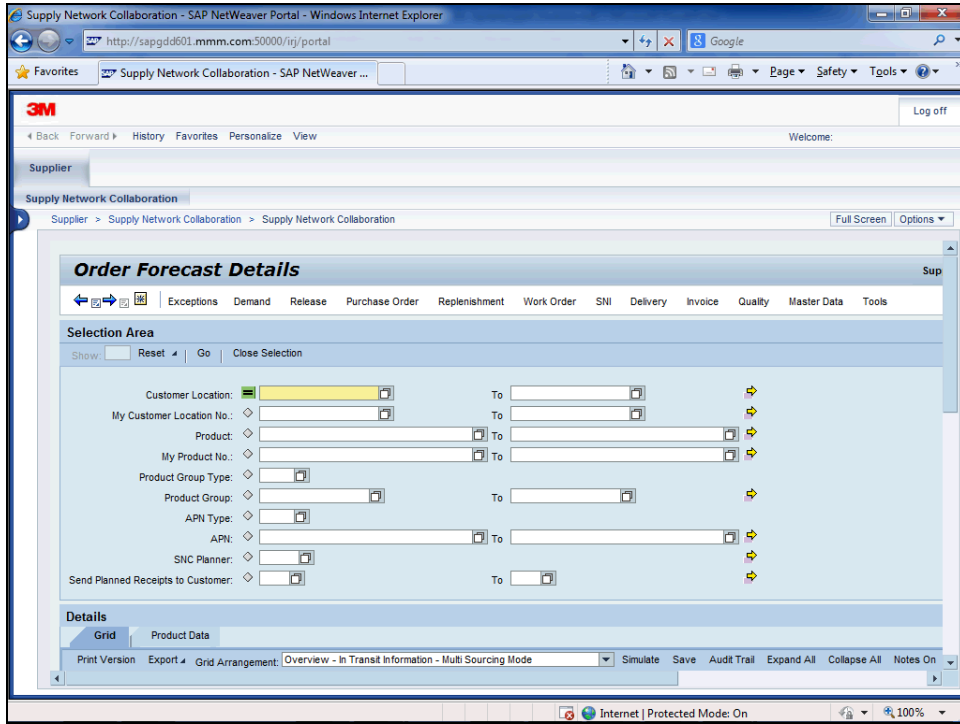 Supply Network Collaboration - SAP NetWeaver Portal - Windows Internet Explorer
http://sapgdd601.mmm.com:50000/irj/portal
Google
Favorites
Supply Network Collaboration - SAP NetWeaver ...
Page Safety Tools
3M
Log off
Back Forward History Favorites Personalize View
Welcome:
Supplier
Supply Network Collaboration
Supplier > Supply Network Collaboration > Supply Network Collaboration
Full Screen Options
Order Forecast Details
Sup
Exceptions Demand Release Purchase Order Replenishment Work Order SNI Delivery Invoice Quality Master Data Tools
Selection Area
Show: Reset Go Close Selection
Customer Location: To
My Customer Location No.: To
Product: To
My Product No.: To
Product Group Type:
Product Group: To
APN Type:
APN: To
SNC Planner:
Send Planned Receipts to Customer: To
Details
Grid Product Data
Print Version Export Grid Arrangement: Overview - In Transit Information - Multi Sourcing Mode Simulate Save Audit Trail Expand All Collapse All Notes On
Internet | Protected Mode: On
100%